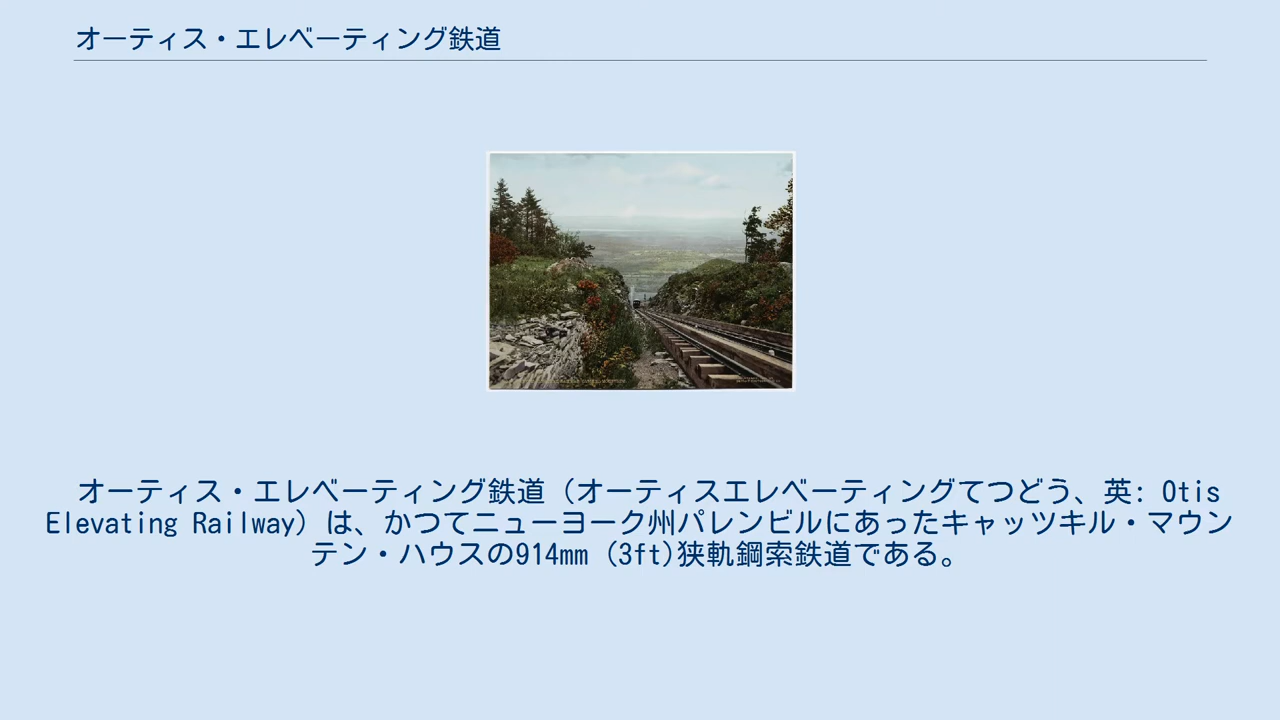 オーティス・エレベーティング鉄道
オーティス・エレベーティング鉄道（オーティスエレベーティングてつどう、英: Otis
Elevating Railway）は、かつてニューヨーク州パレンビルにあったキャッツキル・マウン
テン・ハウスの914mm (3ft)狭軌鋼索鉄道である。